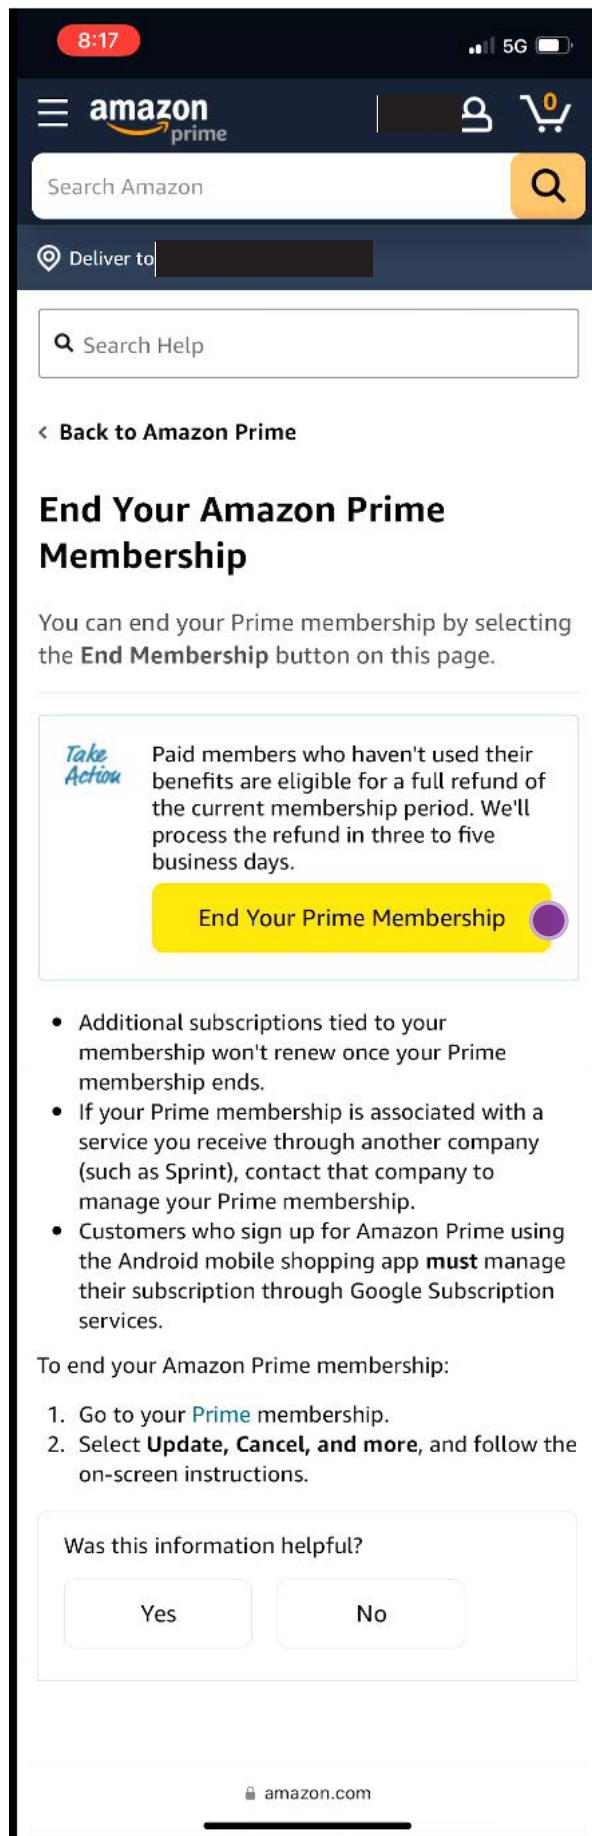 8:17
5G
amazon
prime
0
Search Amazon
Deliver to
Search Help
‹ Back to Amazon Prime
End Your Amazon Prime
Membership
You can end your Prime membership by selecting
the End Membership button on this page.
Take
Action
Paid members who haven't used their
benefits are eligible for a full refund of
the current membership period. We'll
process the refund in three to five
business days.
End Your Prime Membership
• Additional subscriptions tied to your
membership won't renew once your Prime
membership ends.
• If your Prime membership is associated with a
service you receive through another company
(such as Sprint), contact that company to
manage your Prime membership.
• Customers who sign up for Amazon Prime using
the Android mobile shopping app must manage
their subscription through Google Subscription
services.
To end your Amazon Prime membership:
1. Go to your Prime membership.
2. Select Update, Cancel, and more, and follow the
on-screen instructions.
Was this information helpful?
Yes
No
amazon.com